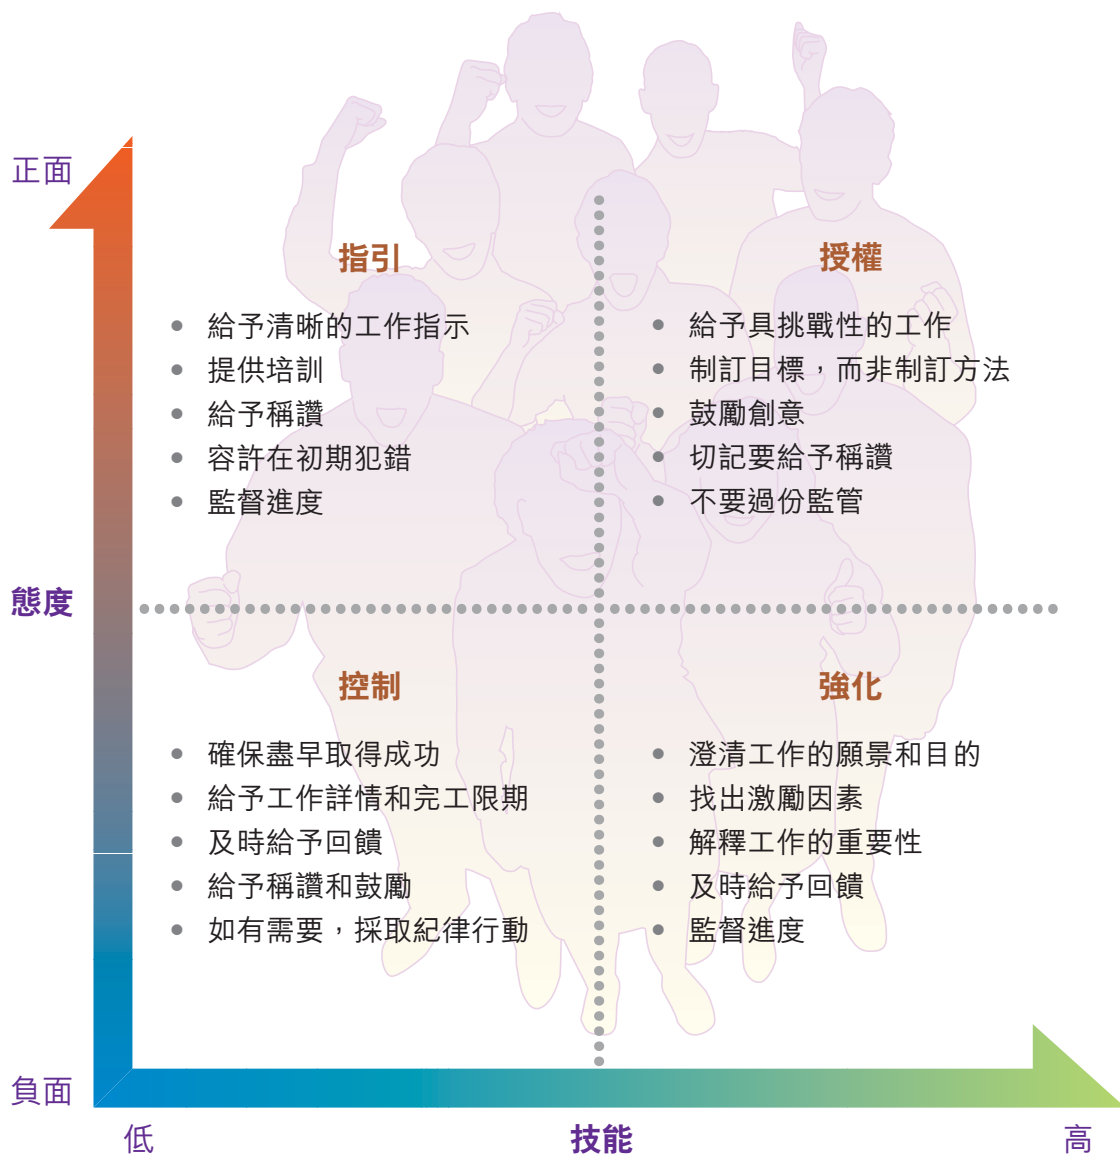 正面
指引
給予清晰的工作指示
提供培訓
給予稱讚
容許在初期犯錯
監督進度
授權
給予具挑戰性的工作
制訂目標，而非制訂方法
鼓勵創意
切記要給予稱讚
不要過份監管
態度
控制
確保盡早取得成功
給予工作詳情和完工限期
及時給予回饋
給予稱讚和鼓勵
如有需要，採取紀律行動
強化
澄清工作的願景和目的
找出激勵因素
解釋工作的重要性
及時給予回饋
監督進度
負面
低
技能
高